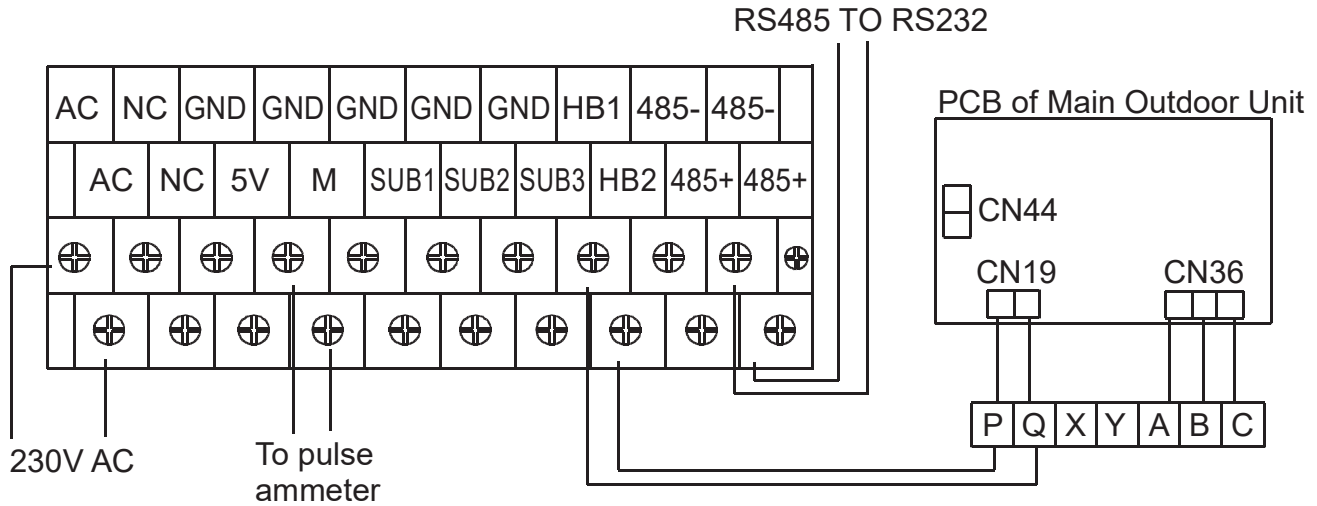 RS485 TO RS232
AC NC GND GND GND GND GND HB1 485- 485-
AC NC 5V M SUB1 SUB2 SUB3 HB2 485+ 485+
PCB of Main Outdoor Unit
CN44
CN19 CN36
P Q X Y A B C
230V AC
To pulse
ammeter